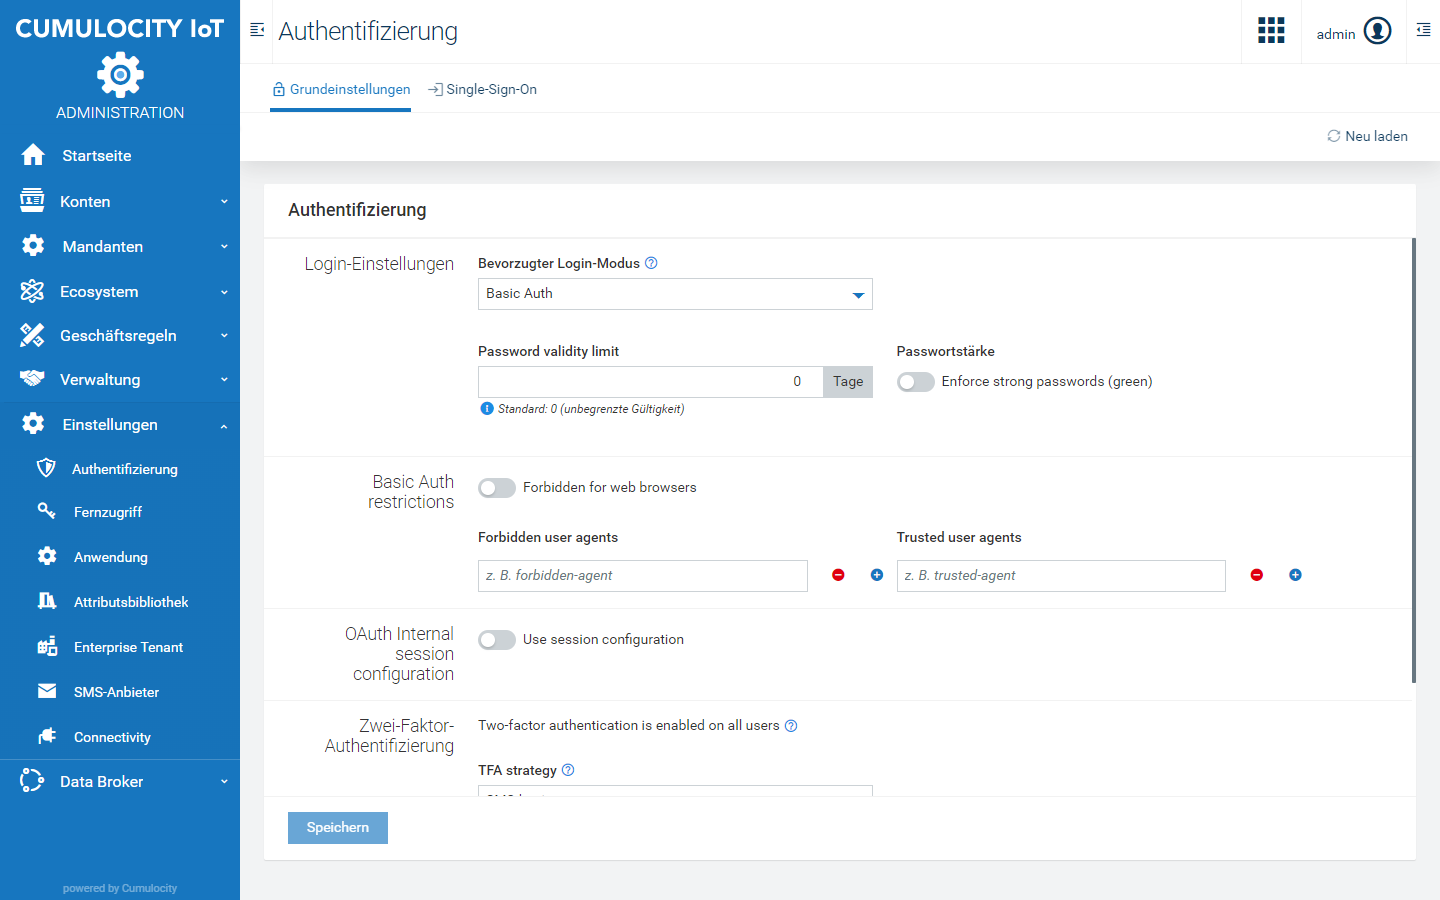 CUMULOCITY IoT
ADMINISTRATION
Startseite
Konten
Mandanten
Ecosystem
Geschäftsregeln
Verwaltung
Einstellungen
Authentifizierung
Fernzugriff
Anwendung
Attributsbibliothek
Enterprise Tenant
SMS-Anbieter
Connectivity
Data Broker
powered by Cumulocity
Authentifizierung
admin
Grundeinstellungen
Single-Sign-On
Neu laden
Authentifizierung
Login-Einstellungen
Bevorzugter Login-Modus
Basic Auth
Password validity limit
0 Tage
Standard: 0 (unbegrenzte Gültigkeit)
Passwortstärke
Enforce strong passwords (green)
Basic Auth
restrictions
Forbidden for web browsers
Forbidden user agents
z. B. forbidden-agent
Trusted user agents
z. B. trusted-agent
OAuth Internal
session
configuration
Use session configuration
Zwei-Faktor-
Authentifizierung
Two-factor authentication is enabled on all users
TFA strategy
Speichern